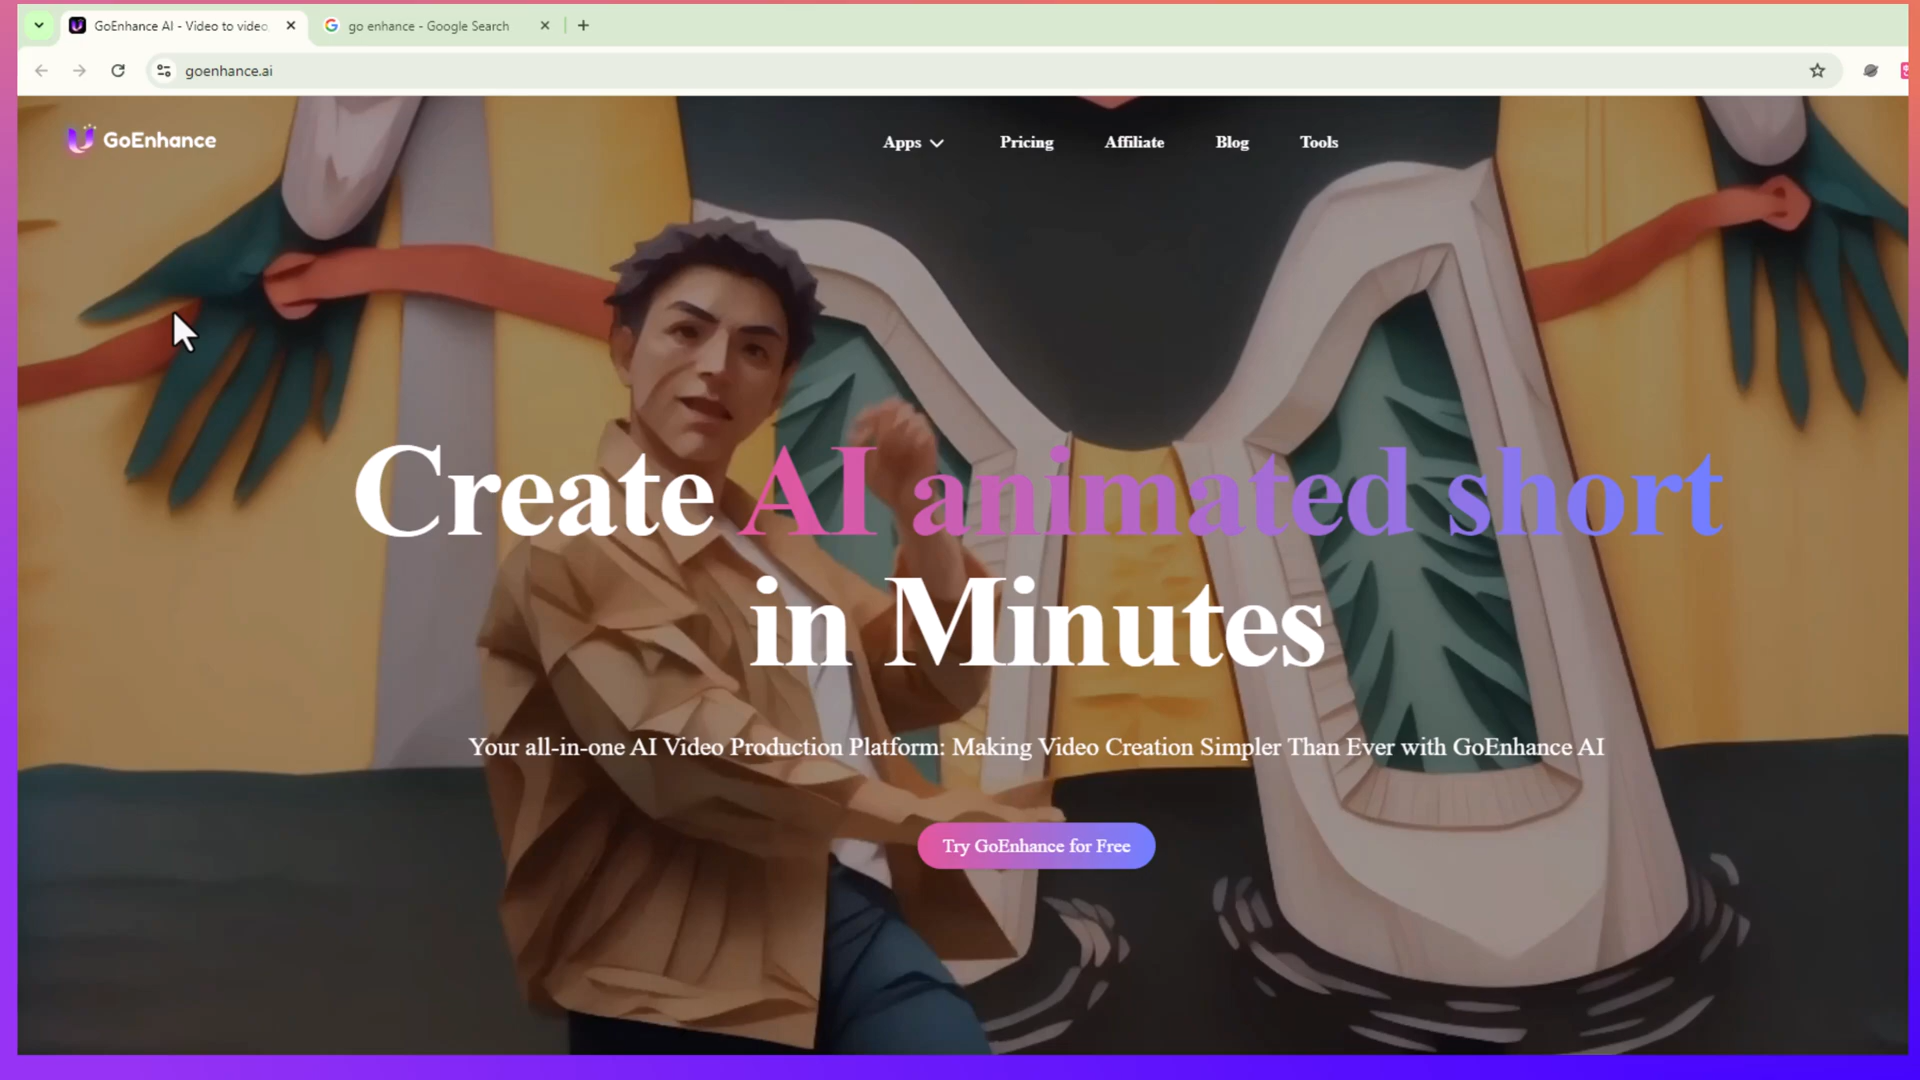 GoEnhance AI - Video to video,
go enhance - Google Search
goenhance.ai
GoEnhance
Apps
Pricing
Affiliate
Blog
Tools
Create AI animated short
in Minutes
Your all-in-one AI Video Production Platform: Making Video Creation Simpler Than Ever with GoEnhance AI
Try GoEnhance for Free